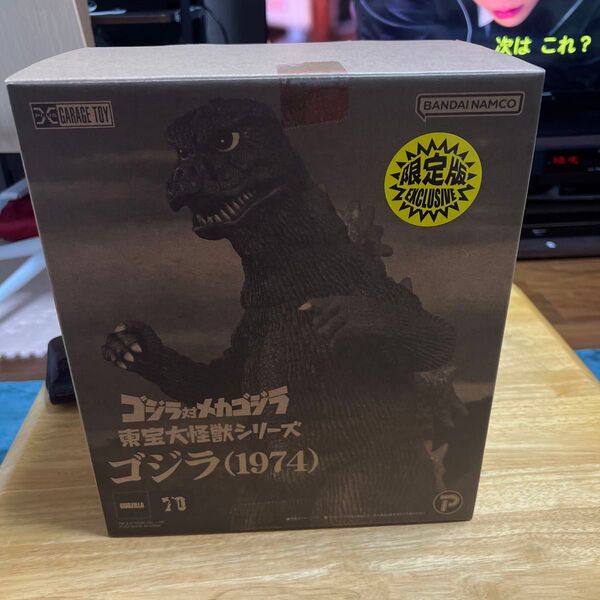 次は これ?
GARAGE TOY
BANDAI NAMCO
限定版
EXCLUSIVE
ゴジラ対メカゴジラ
東宝大怪獣シリーズ
ゴジラ(1974)
GODZILLA
70